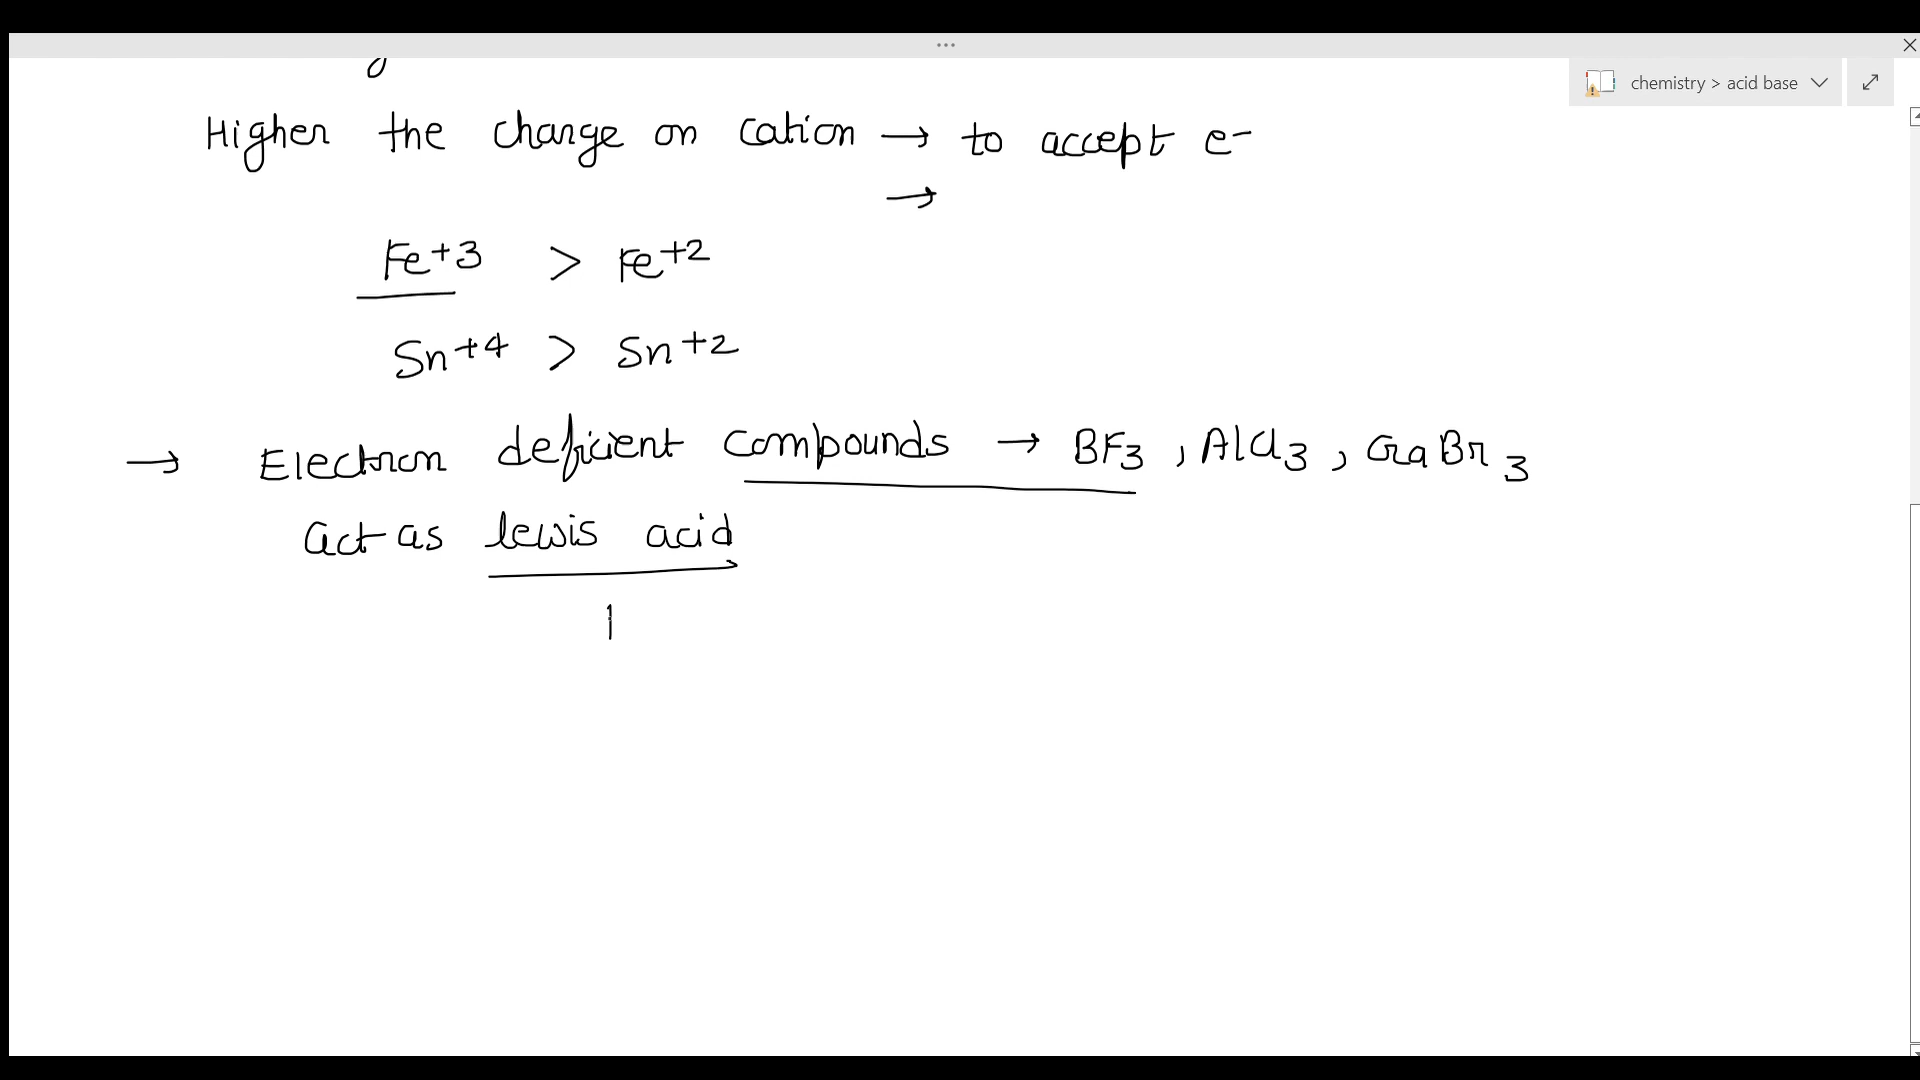 chemistry > acid base
Higher the change on cation → to accept e-
→
Fe+3 > Fe+2
Sn+4 > Sn+2
→ Electron deficient compounds → BF3, AlCl3, GaBr3
act as lewis acid